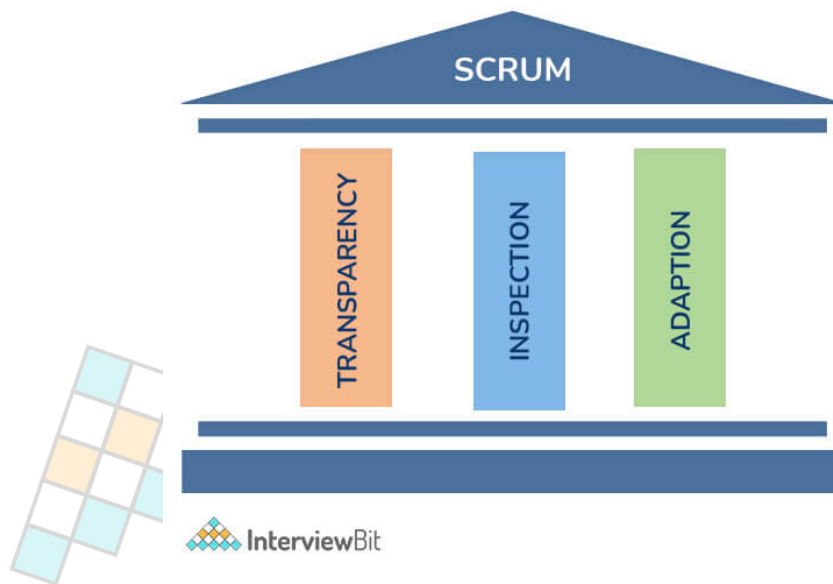 SCRUM
TRANSPARENCY
INSPECTION
ADAPTION
InterviewBit